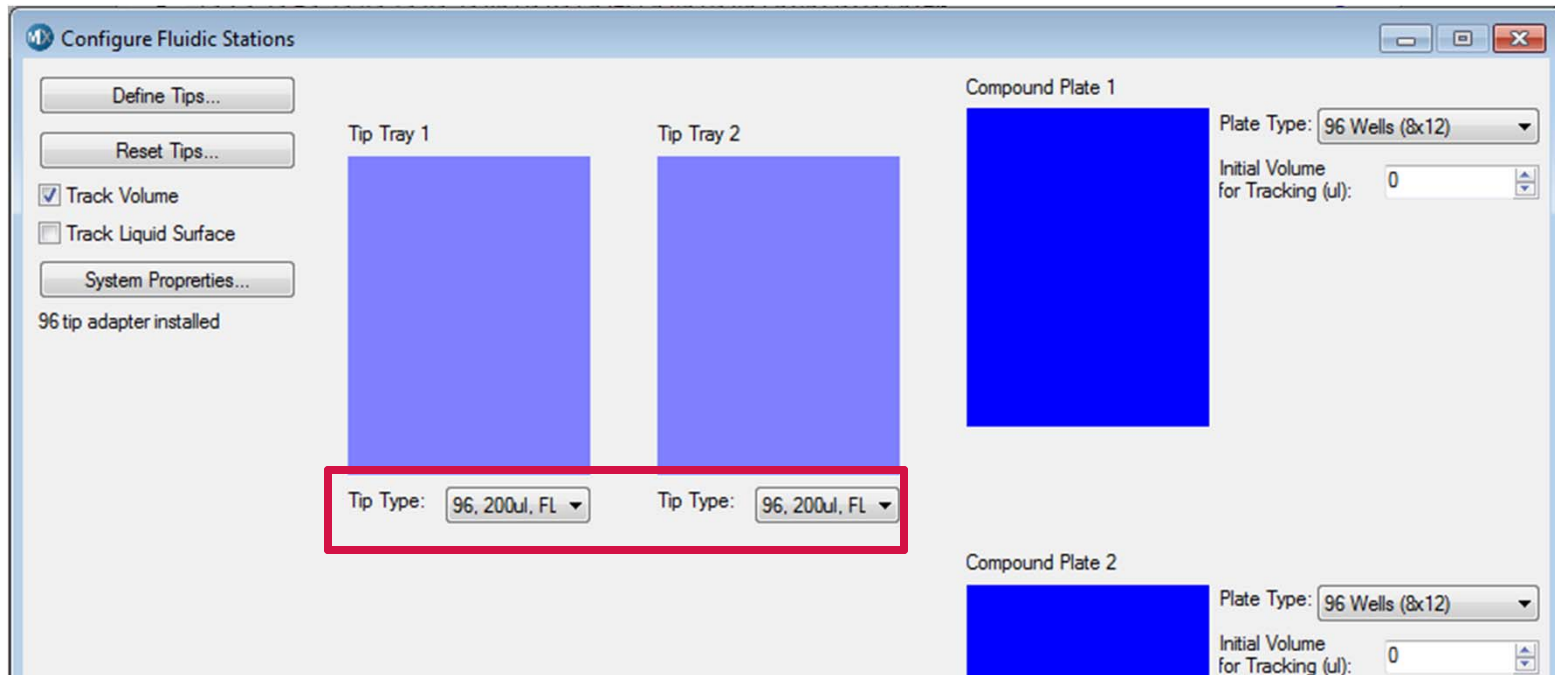 MX Configure Fluidic Stations
Define Tips...
Reset Tips...
Track Volume
Track Liquid Surface
System Proprerties...
96 tip adapter installed
Tip Tray 1
Tip Type: 96, 200ul, FL
Tip Tray 2
Tip Type: 96, 200ul, FL
Compound Plate 1
Plate Type: 96 Wells (8x12)
Initial Volume
for Tracking (ul): 0
Compound Plate 2
Plate Type: 96 Wells (8x12)
Initial Volume
for Tracking (ul): 0